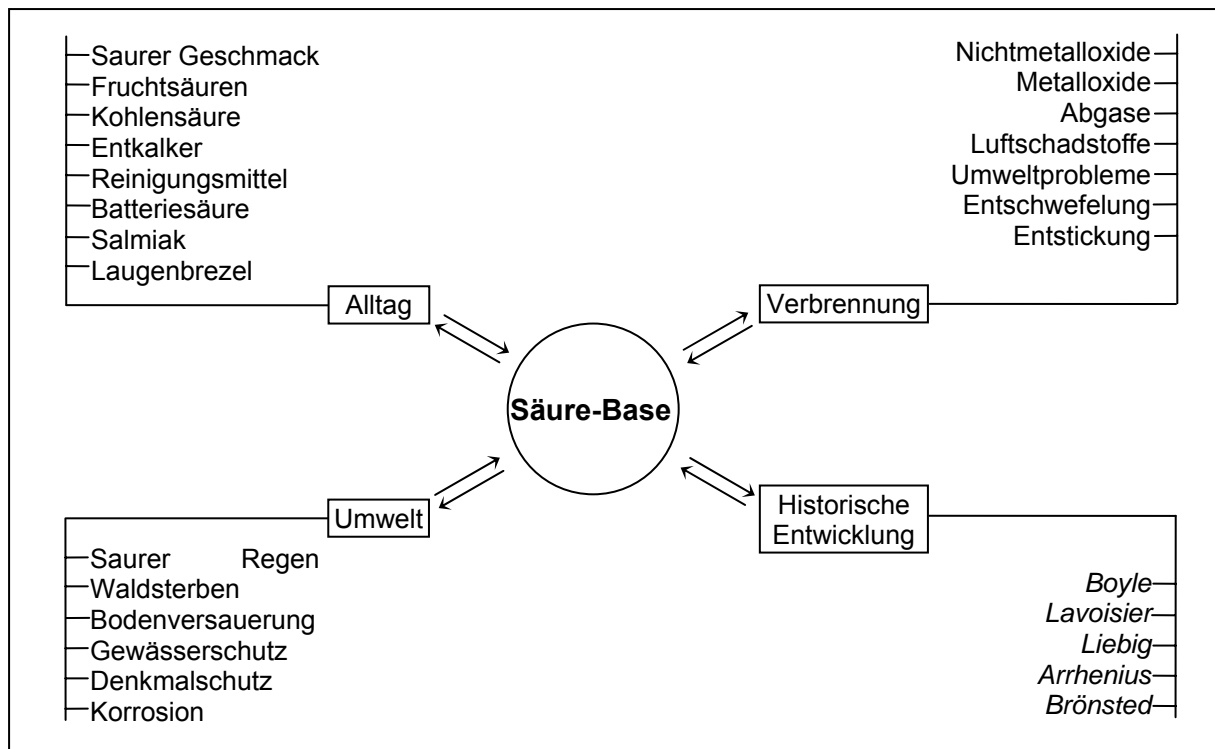 Saurer Geschmack
Fruchtsäuren
Kohlensäure
Entkalker
Reinigungsmittel
Batteriesäure
Salmiak
Laugenbrezel
Alltag
Nichtmetalloxide
Metalloxide
Abgase
Luftschadstoffe
Umweltprobleme
Entschwefelung
Entstickung
Verbrennung
Säure-Base
Umwelt
Saurer Regen
Waldsterben
Bodenversauerung
Gewässerschutz
Denkmalschutz
Korrosion
Historische
Entwicklung
Boyle
Lavoisier
Liebig
Arrhenius
Brönsted